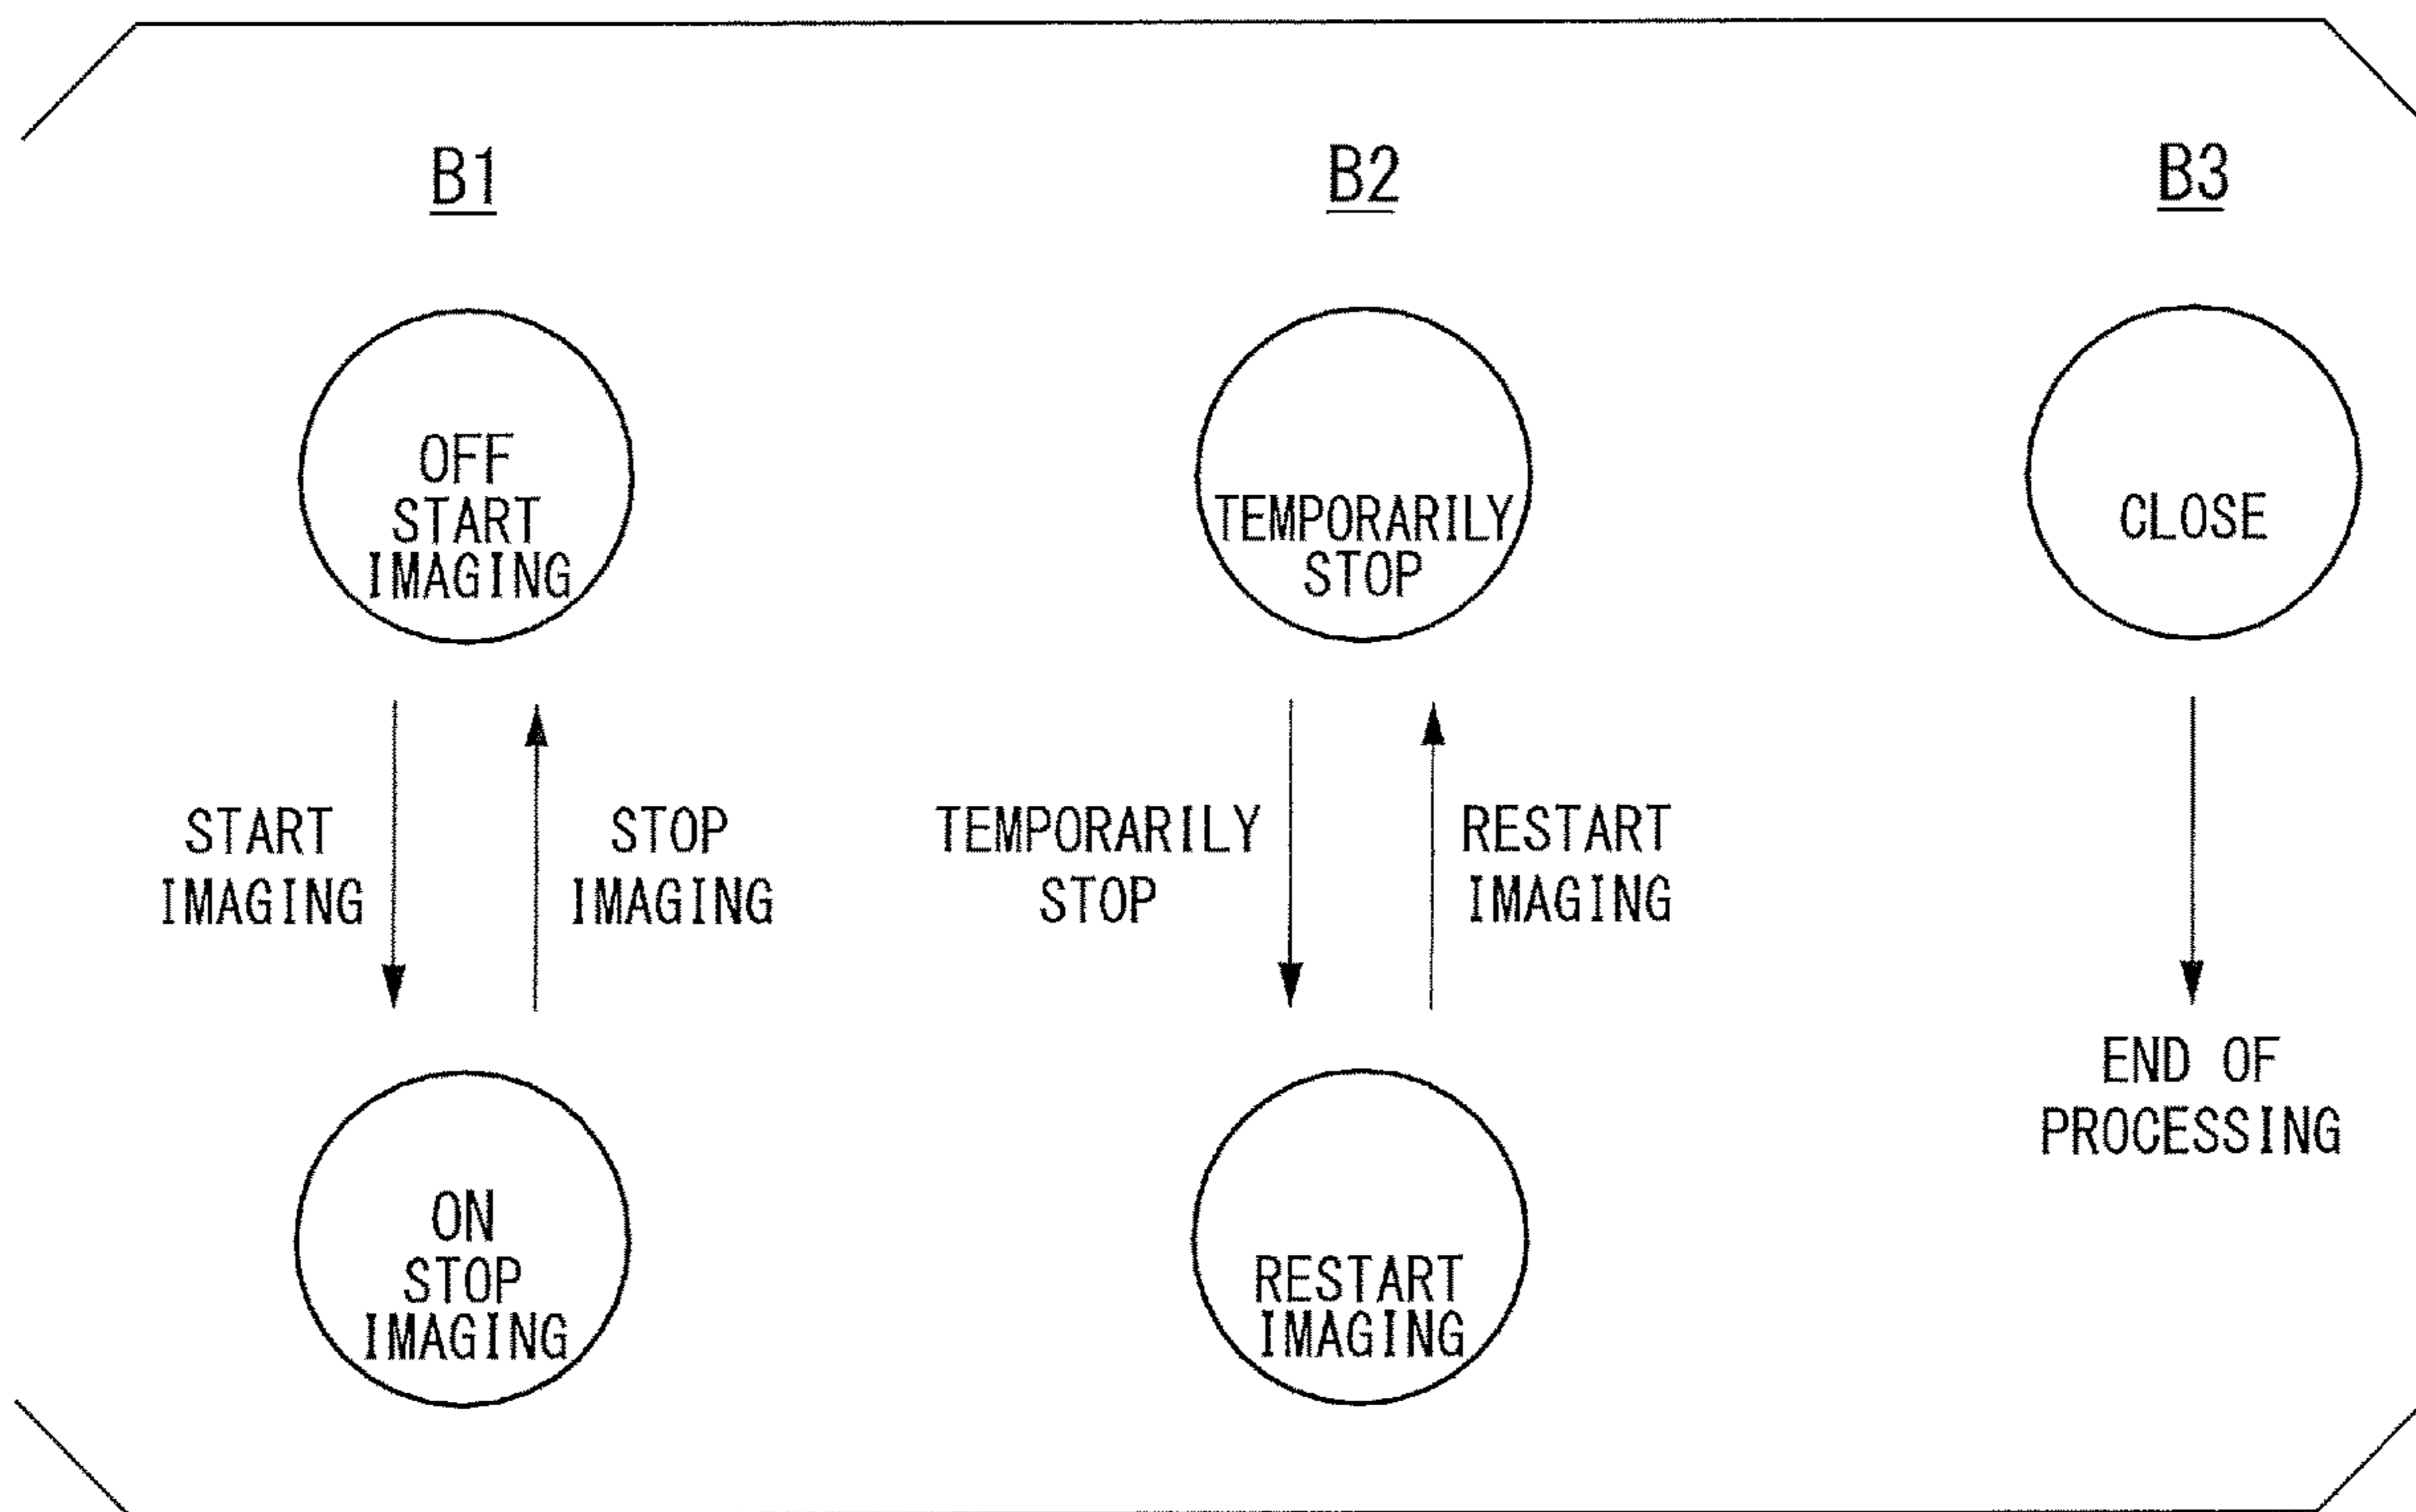 B1
OFF
START
IMAGING
START
IMAGING
STOP
IMAGING
ON
STOP
IMAGING
B2
TEMPORARILY
STOP
TEMPORARILY
STOP
RESTART
IMAGING
RESTART
IMAGING
B3
CLOSE
END OF
PROCESSING